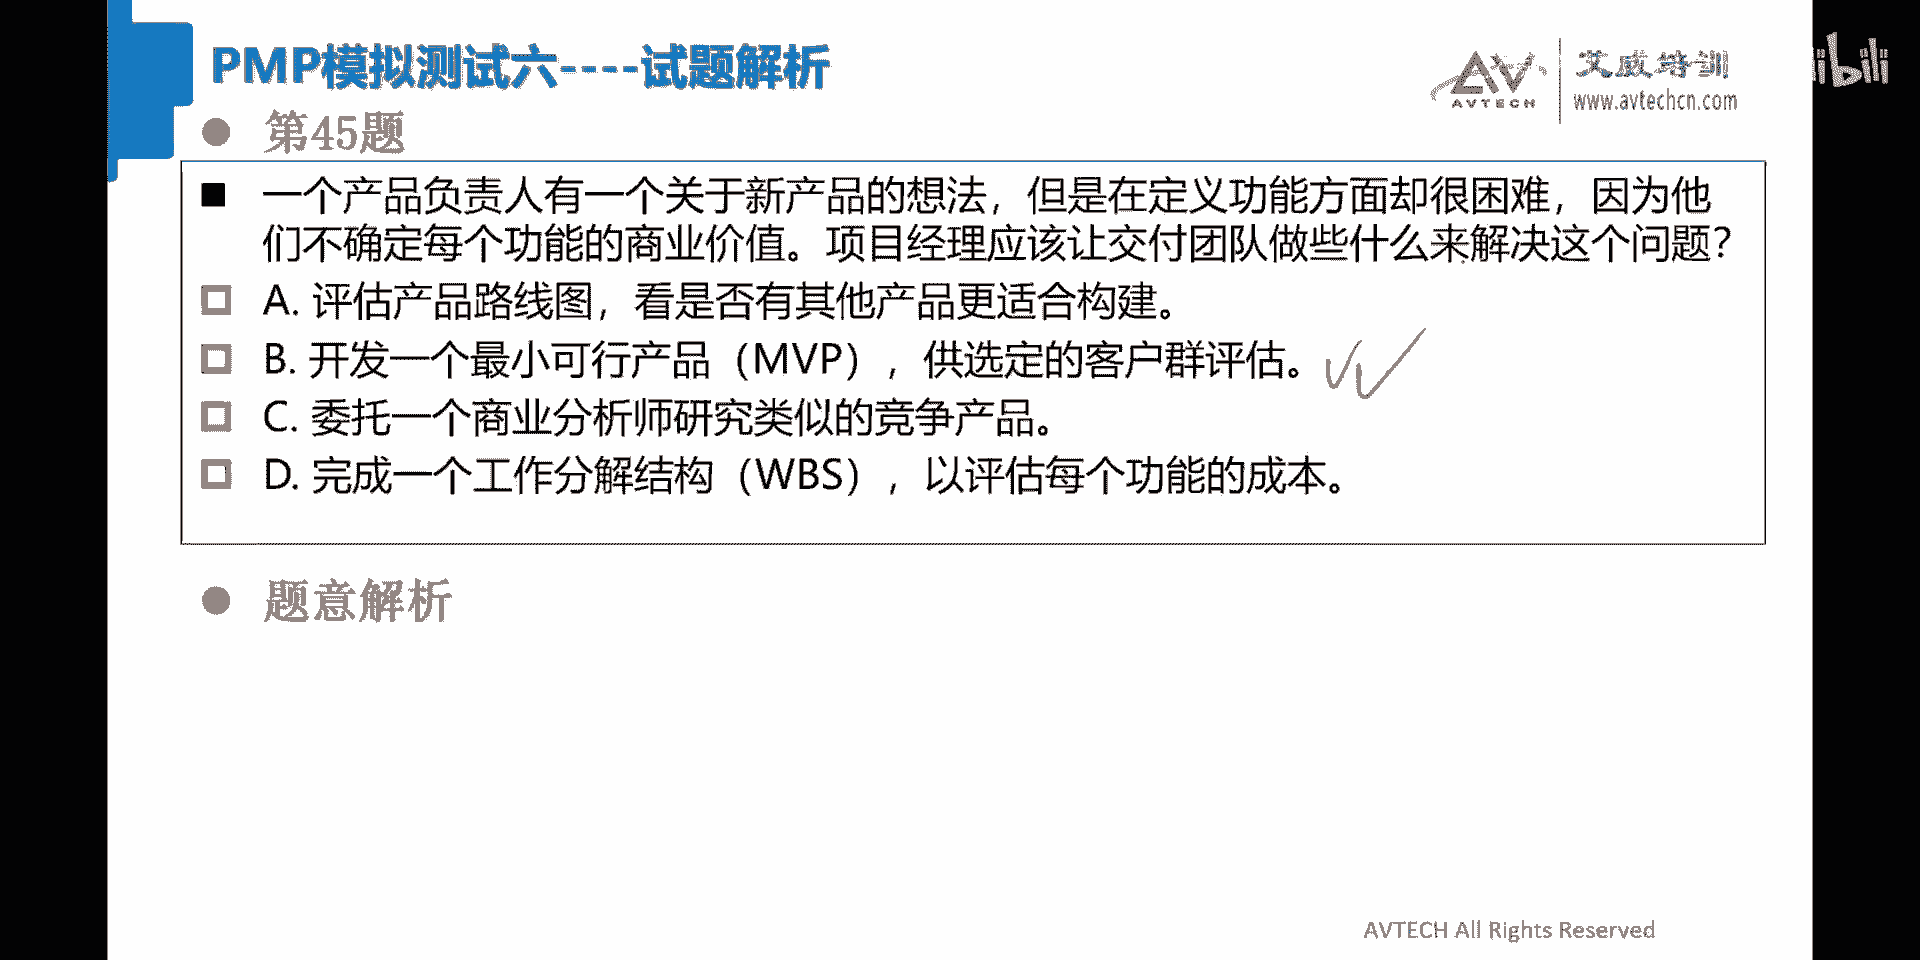 PMP模拟测试六----试题解析
AVTECH
艾威培训
www.avtechcn.com
bili
第45题
一个产品负责人有一个关于新产品的想法，但是在定义功能方面却很困难，因为他
们不确定每个功能的商业价值。项目经理应该让交付团队做些什么来解决这个问题？
A. 评估产品路线图，看是否有其他产品更适合构建。
B. 开发一个最小可行产品（MVP），供选定的客户群评估。
C. 委托一个商业分析师研究类似的竞争产品。
D. 完成一个工作分解结构（WBS），以评估每个功能的成本。
题意解析
AVTECH All Rights Reserved